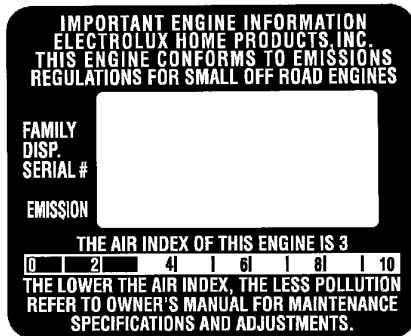 IMPORTANT ENGINE INFORMATION
ELECTROLUX HOME PRODUCTS, INC.
THIS ENGINE CONFORMS TO EMISSIONS
REGULATIONS FOR SMALL OFF ROAD ENGINES
FAMILY
DISP.
SERIAL #
EMISSION
THE AIR INDEX OF THIS ENGINE IS 3
0 2 4 6 8 10
THE LOWER THE AIR INDEX, THE LESS POLLUTION
REFER TO OWNER'S MANUAL FOR MAINTENANCE
SPECIFICATIONS AND ADJUSTMENTS.